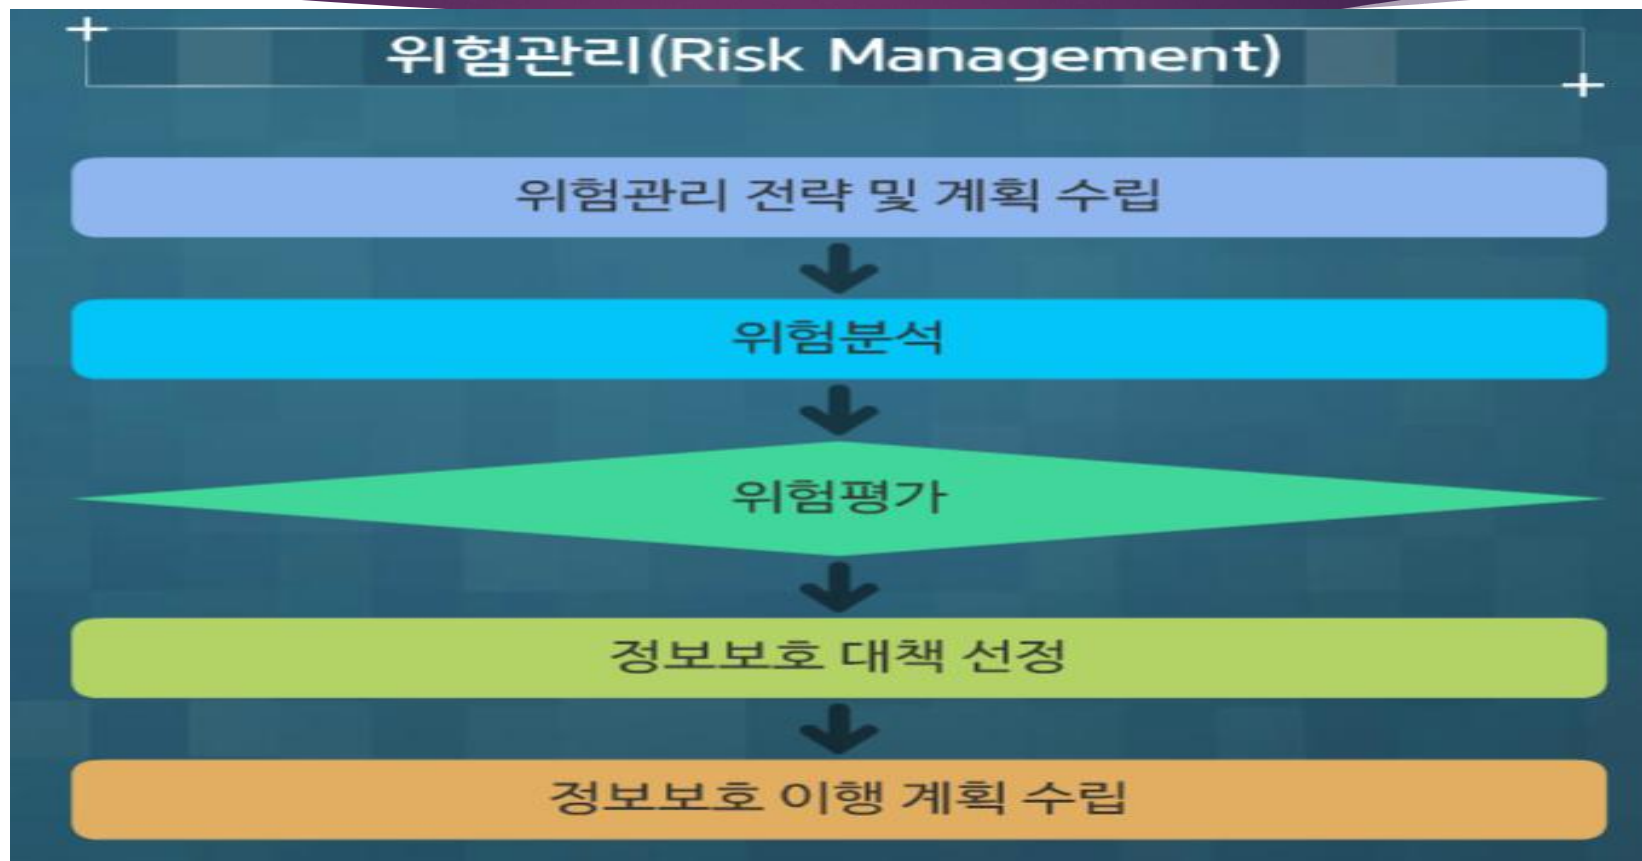 위험관리(Risk Management)
위험관리 전략 및 계획 수립
위험분석
위험평가
정보보호 대책 선정
정보보호 이행 계획 수립